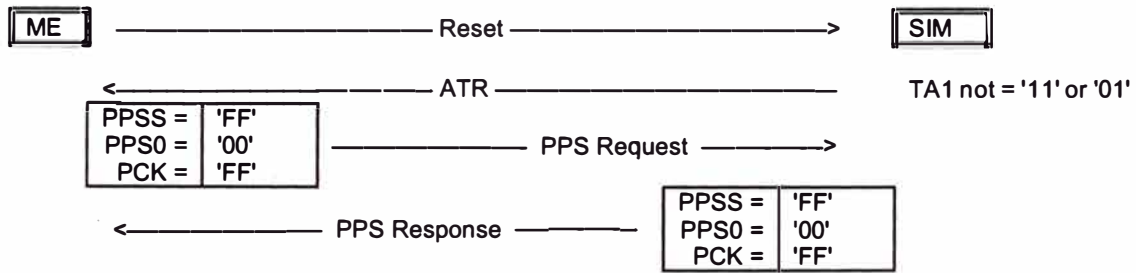 ME Reset SIM
ATR TA1 not = '11' or '01'
PPSS = 'FF'
PPS0 = '00'
PCK = 'FF'
PPS Request
PPSS = 'FF'
PPS0 = '00'
PCK = 'FF'
PPS Response